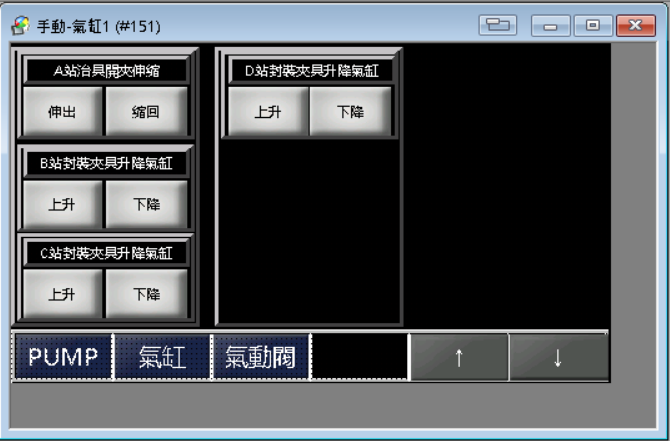 手動-氣缸1 (#151)
A站治具開夾伸缩
伸出 缩回
B站封裝夾具升降氣缸
上升 下降
C站封裝夾具升降氣缸
上升 下降
D站封裝夾具升降氣缸
上升 下降
PUMP 氣缸 氣動閥 ↑ ↓